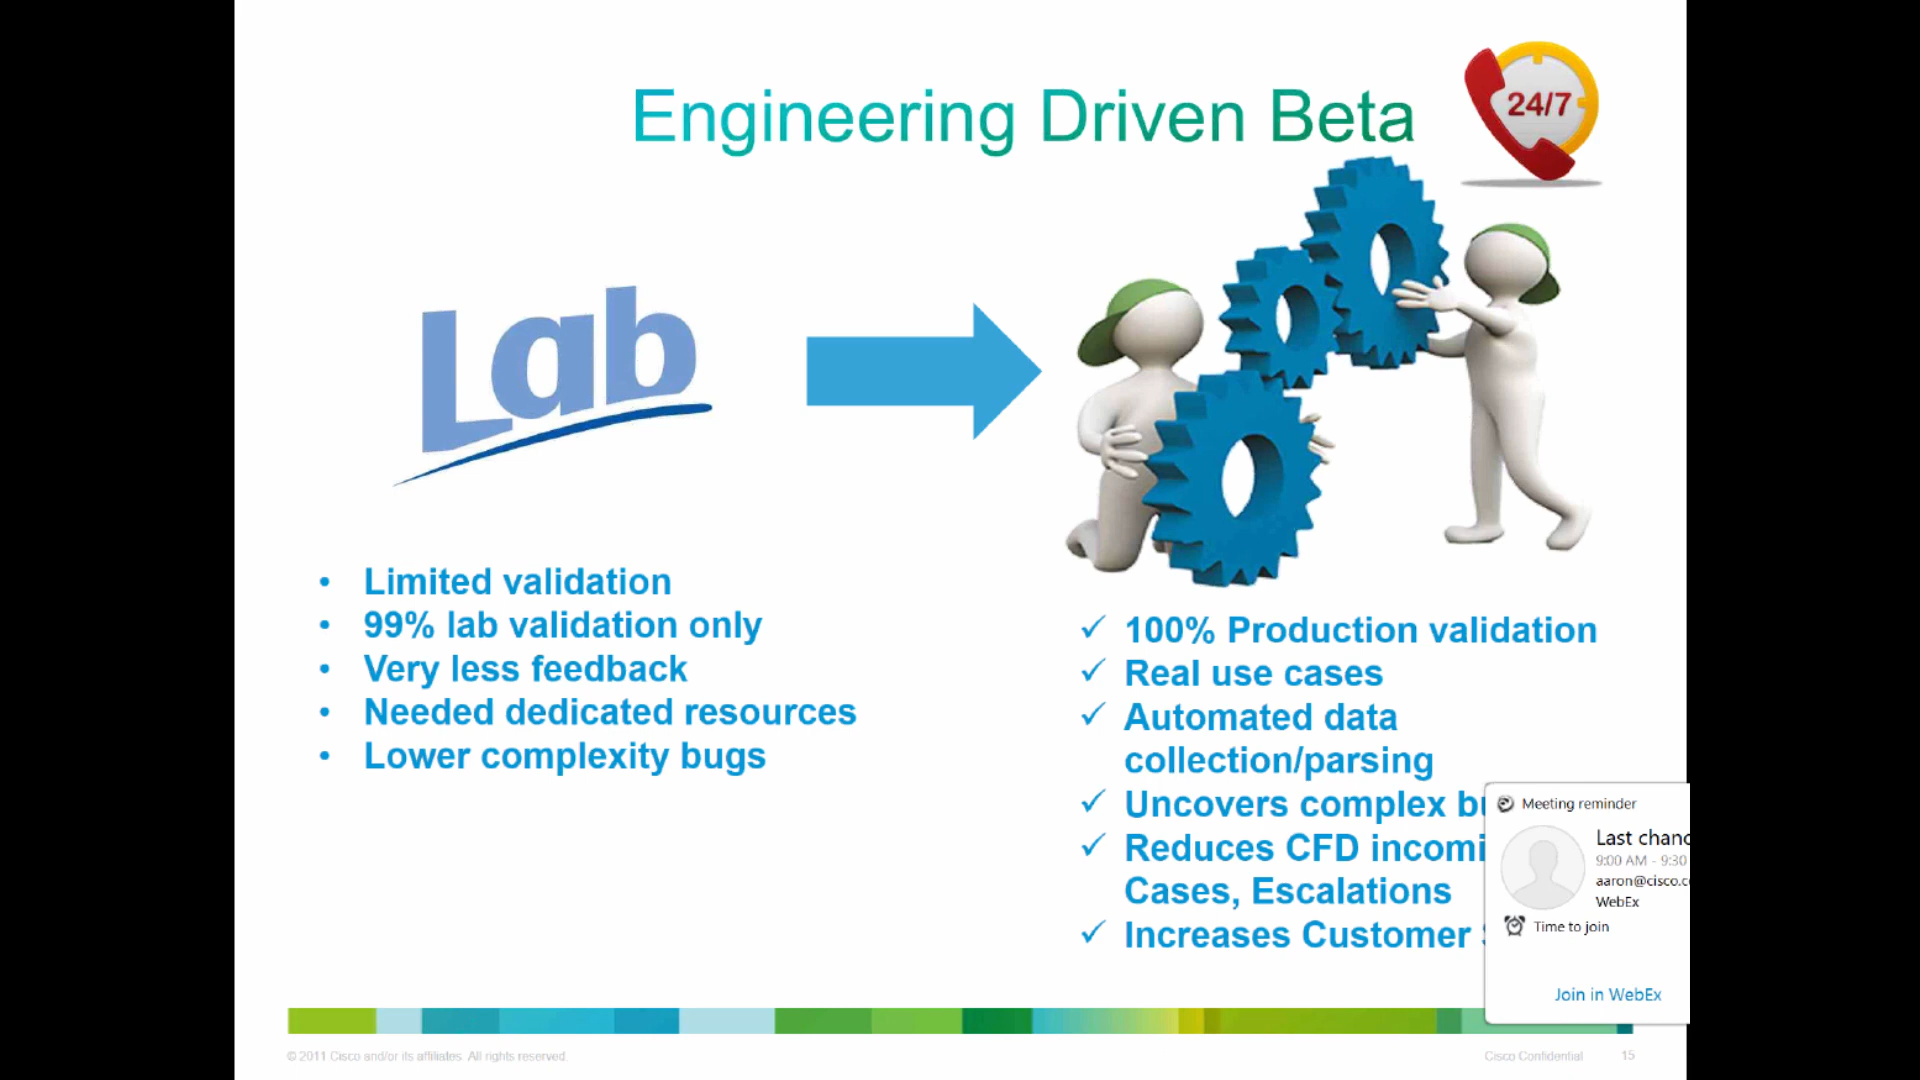 Engineering Driven Beta
24/7
Lab
• Limited validation
• 99% lab validation only
• Very less feedback
• Needed dedicated resources
• Lower complexity bugs
✓ 100% Production validation
✓ Real use cases
✓ Automated data
collection/parsing
✓ Uncovers complex
✓ Reduces CFD
Cases, Escalations
✓ Increases Customer
Meeting reminder
Last
9:00 AM - 9:30
aaron@cisco.c
WebEx
Time to join
Join in WebEx
© 2011 Cisco and/or its affiliates. All rights reserved.
Cisco Confidential
15